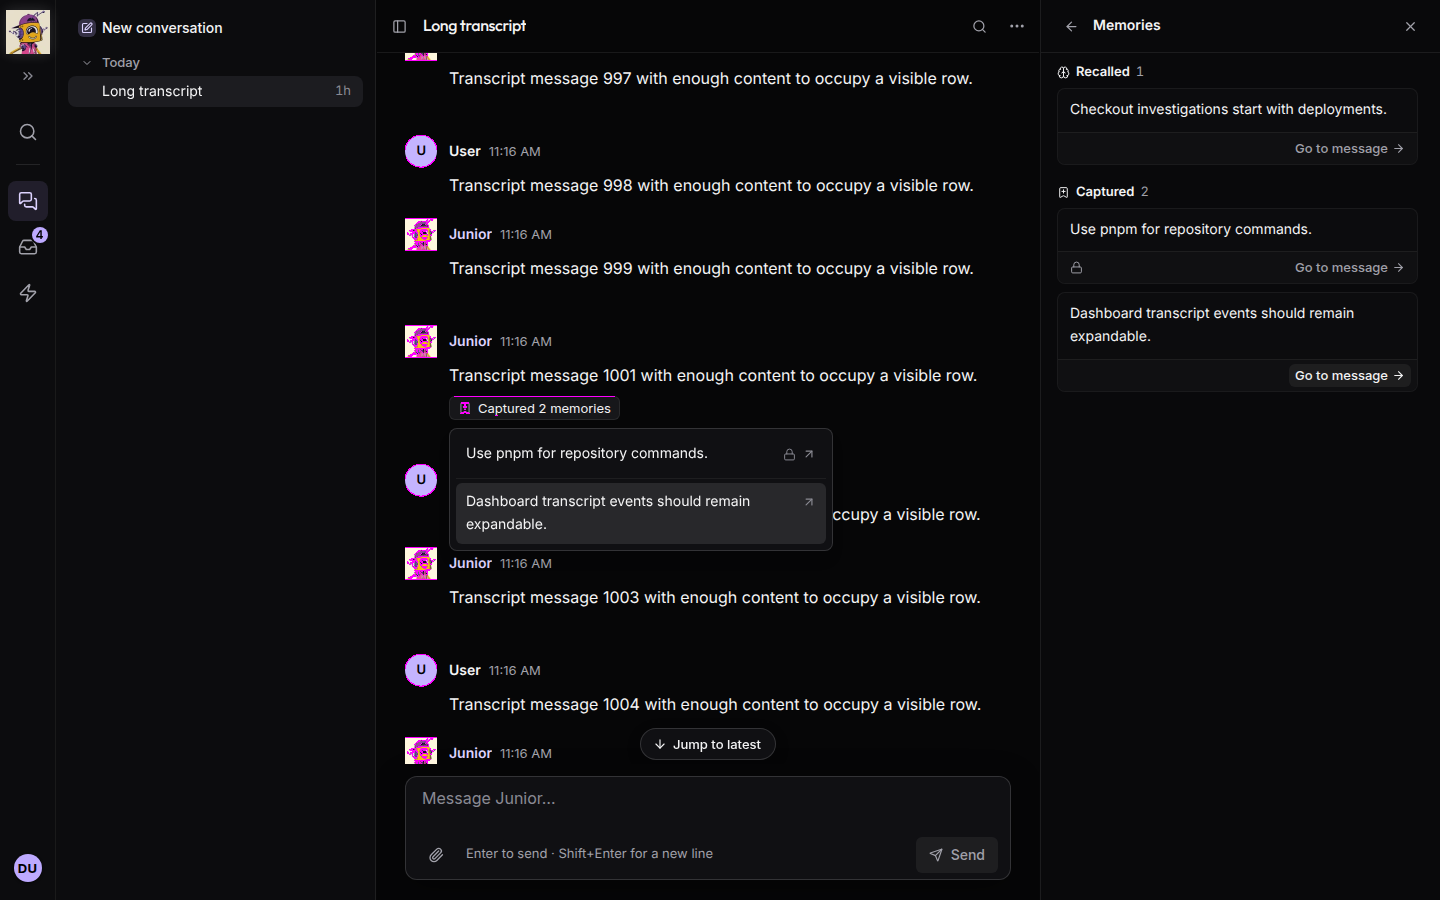 New conversation
Today
Long transcript 1h
4
DU
Long transcript
Transcript message 997 with enough content to occupy a visible row.
U User 11:16 AM
Transcript message 998 with enough content to occupy a visible row.
Junior 11:16 AM
Transcript message 999 with enough content to occupy a visible row.
Junior 11:16 AM
Transcript message 1001 with enough content to occupy a visible row.
Captured 2 memories
Use pnpm for repository commands.
U
Dashboard transcript events should remain
expandable.
ccupy a visible row.
Junior 11:16 AM
Transcript message 1003 with enough content to occupy a visible row.
U User 11:16 AM
Transcript message 1004 with enough content to occupy a visible row.
Junior 11:16 AM
Jump to latest
Message Junior...
Enter to send · Shift+Enter for a new line
Send
Memories
Recalled 1
Checkout investigations start with deployments.
Go to message
Captured 2
Use pnpm for repository commands.
Go to message
Dashboard transcript events should remain
expandable.
Go to message